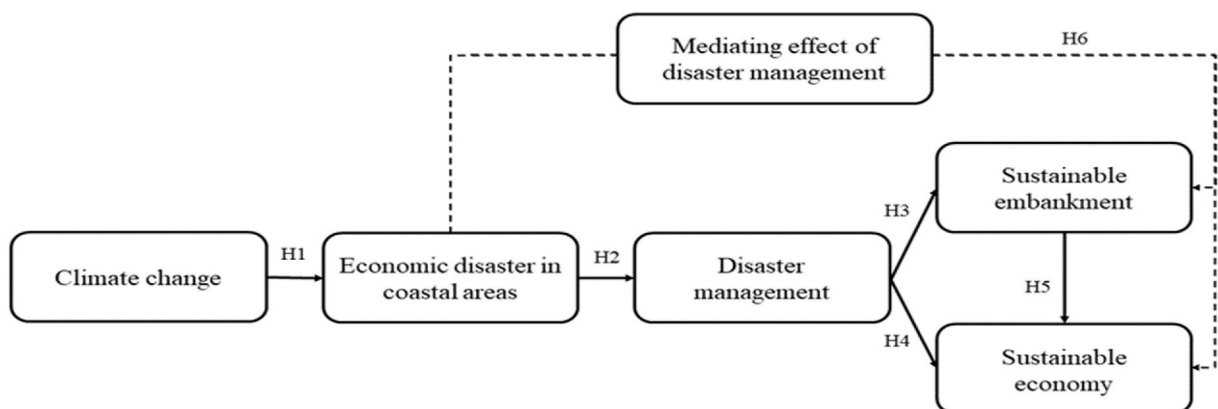 Mediating effect of
disaster management
H6
Sustainable
embankment
H3
Climate change
H1
Economic disaster in
coastal areas
H2
Disaster
management
H5
H4
Sustainable
economy